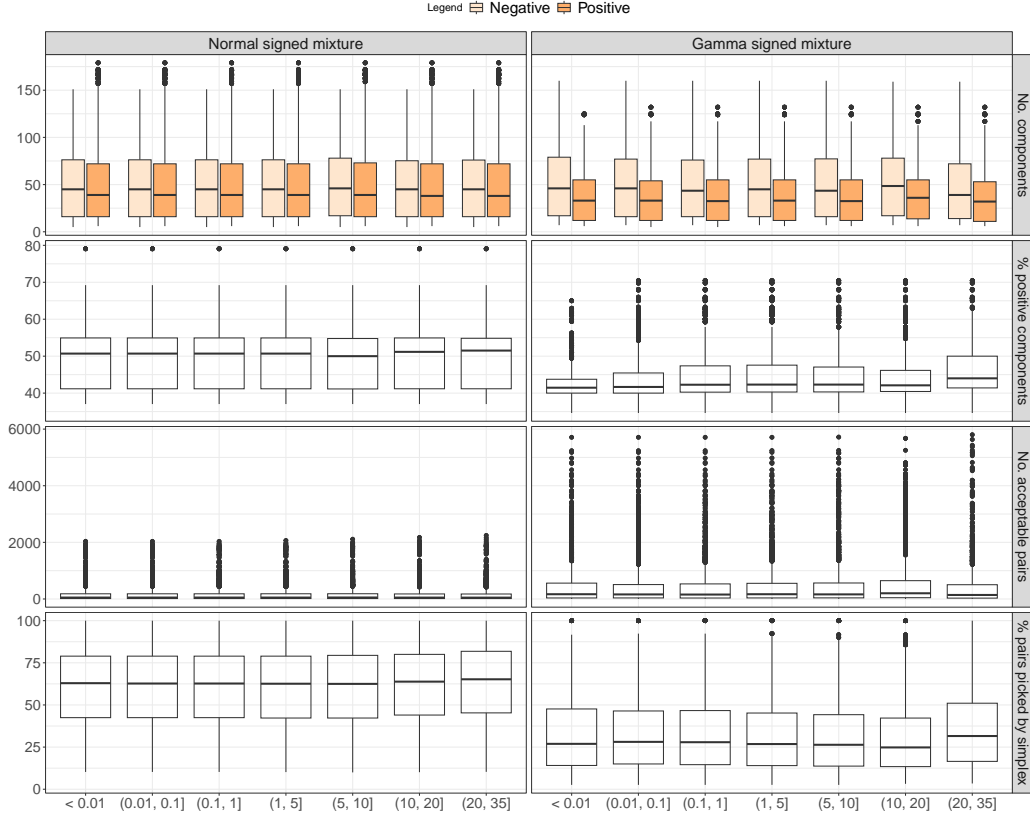 Legend Negative Positive
Normal signed mixture
Gamma signed mixture
150
100
50
0
No. components
80
70
60
50
40
% positive components
6000
4000
2000
0
No. acceptable pairs
100
75
50
25
0
% pairs picked by simplex
< 0.01 (0.01, 0.1] (0.1, 1] (1, 5] (5, 10] (10, 20] (20, 35]
< 0.01 (0.01, 0.1] (0.1, 1] (1, 5] (5, 10] (10, 20] (20, 35]